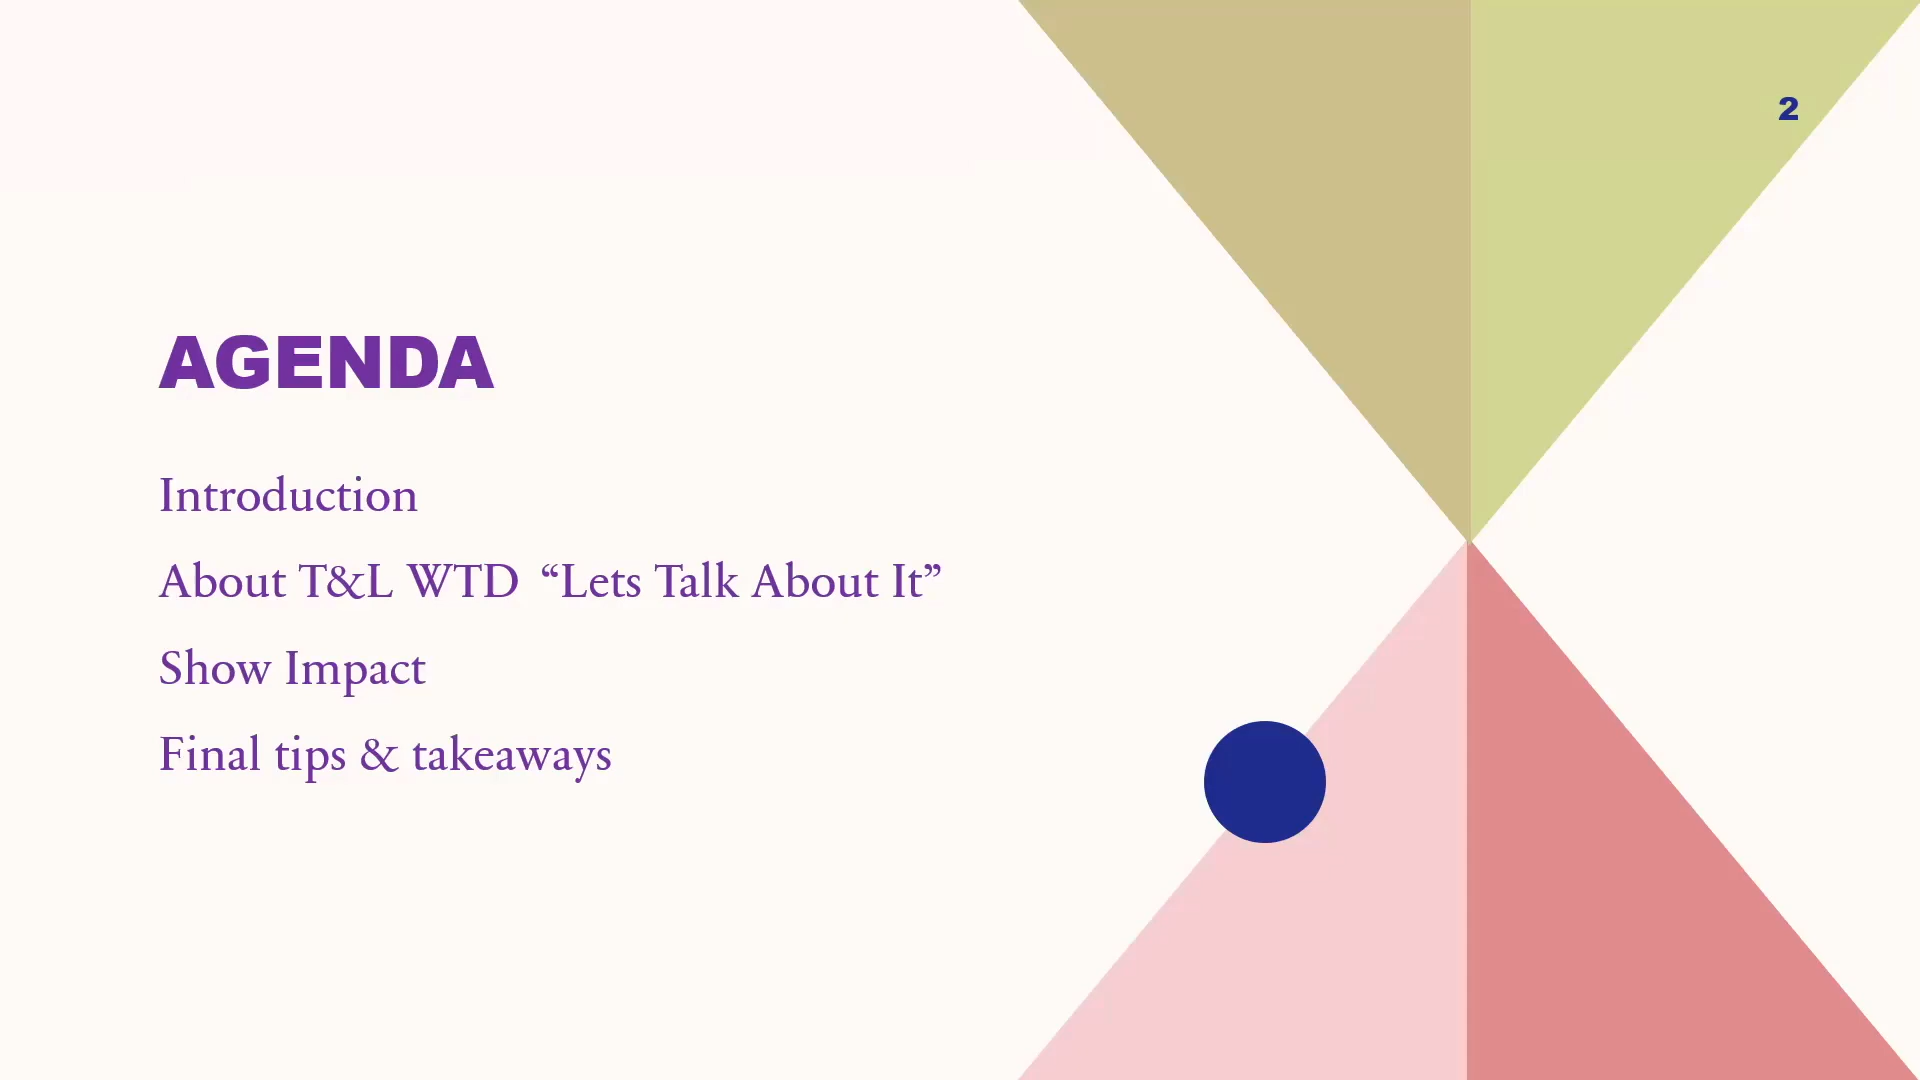 2
AGENDA
Introduction
About T&L WTD “Lets Talk About It”
Show Impact
Final tips & takeaways